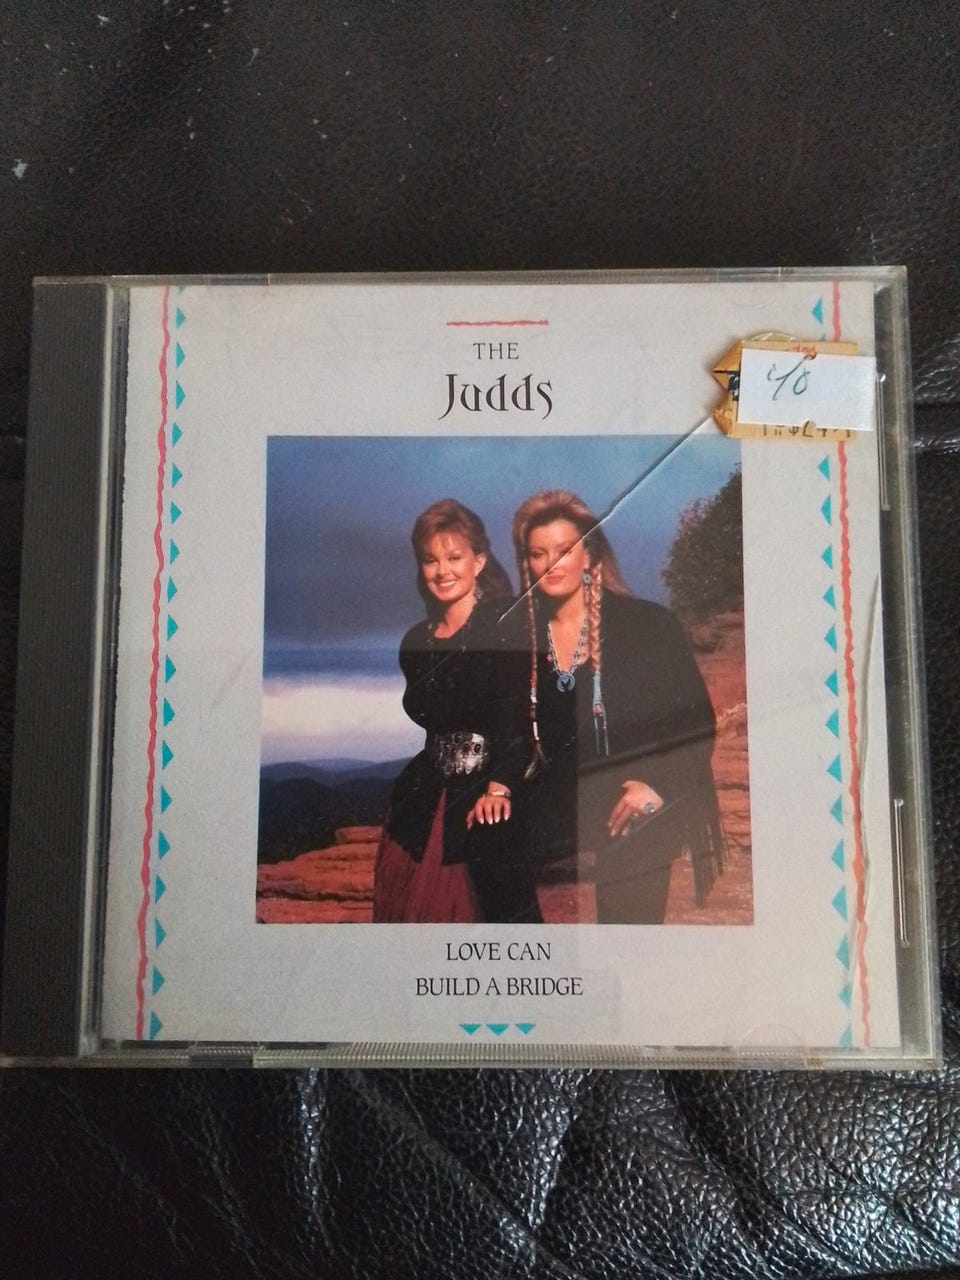 THE
Judds
LOVE CAN
BUILD A BRIDGE